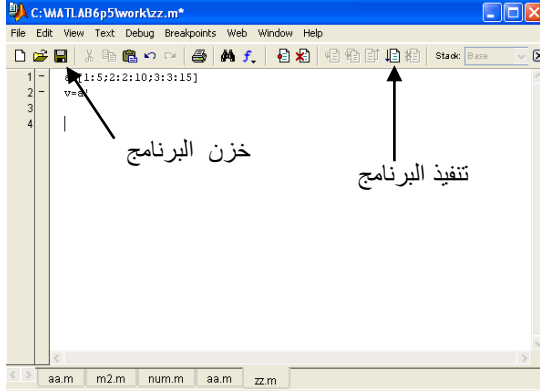 C:\MATLAB6p5\work\zz.m*
File Edit View Text Debug Breakpoints Web Window Help
Stack: Base
1 - [1:5;2:2:10;3:3:15]
2 - v=a'
3
4
خزن البرنامج
تنفيذ البرنامج
aa.m m2.m num.m aa.m zz.m